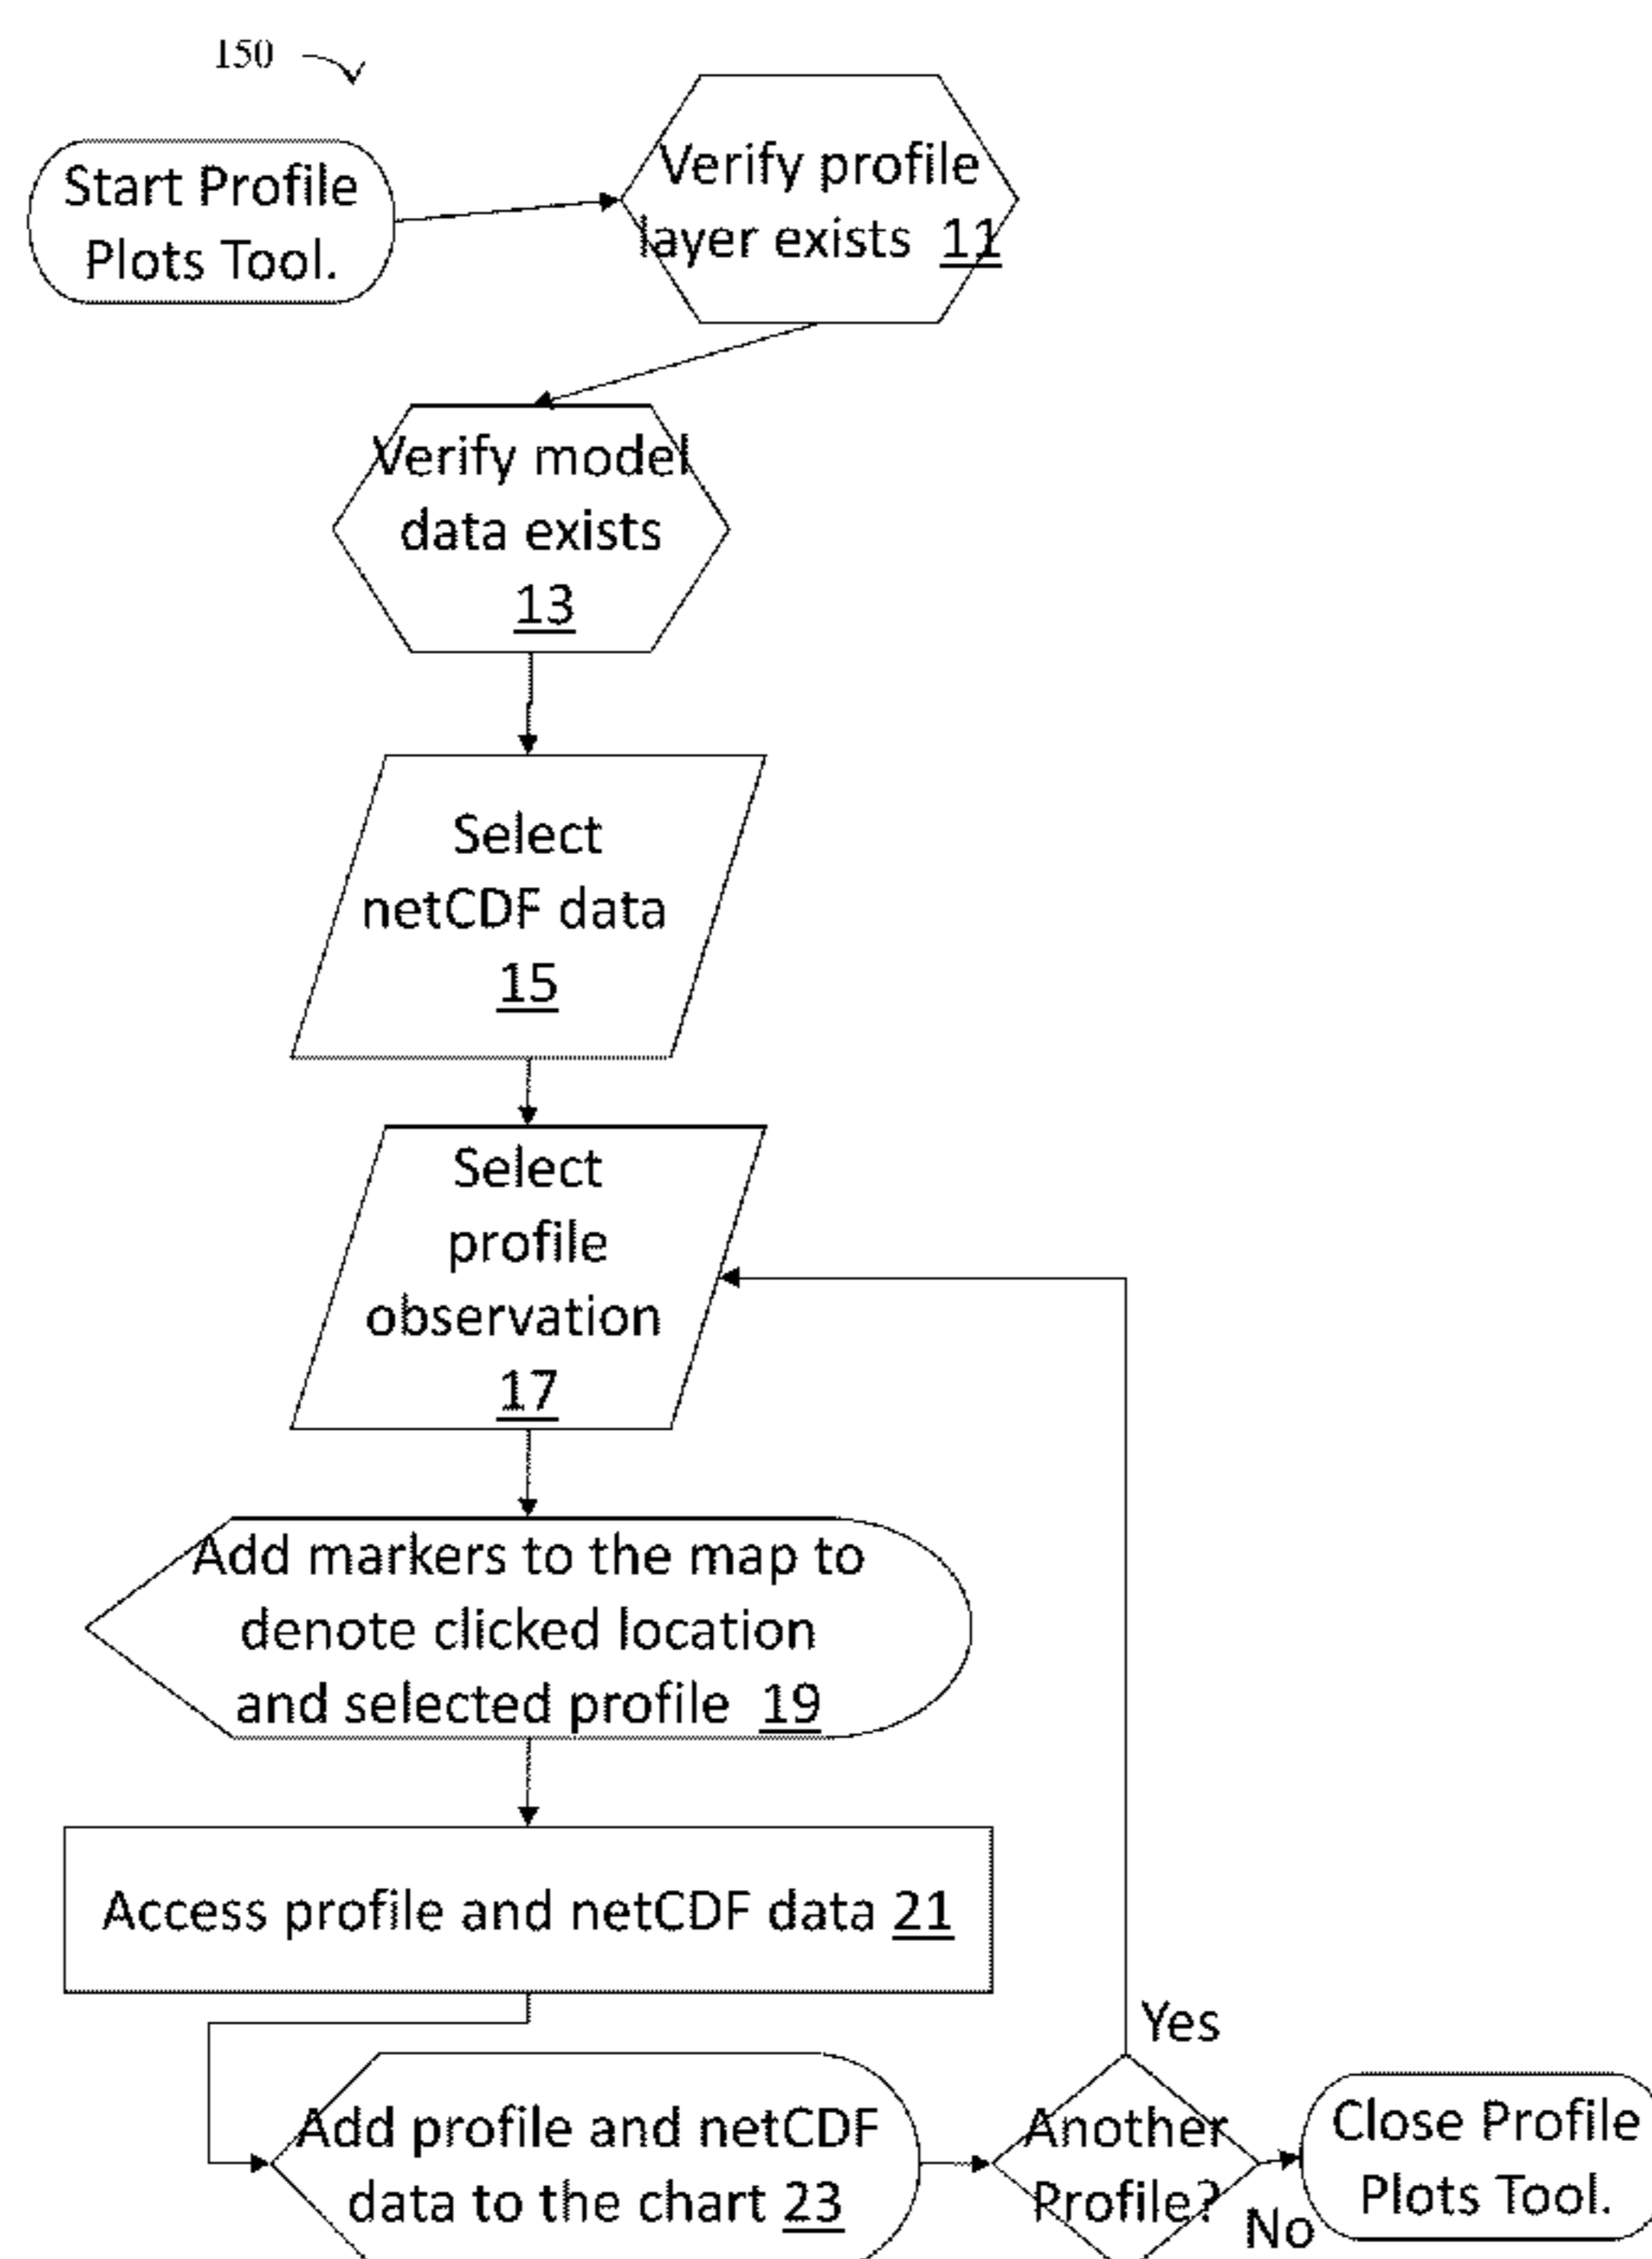 150
Start Profile
Plots Tool.
Verify profile
layer exists 11
Verify model
data exists
13
Select
netCDF data
15
Select
profile
observation
17
Add markers to the map to
denote clicked location
and selected profile 19
Access profile and netCDF data 21
Add profile and netCDF
data to the chart 23
Another
Profile?
Yes
No
Close Profile
Plots Tool.